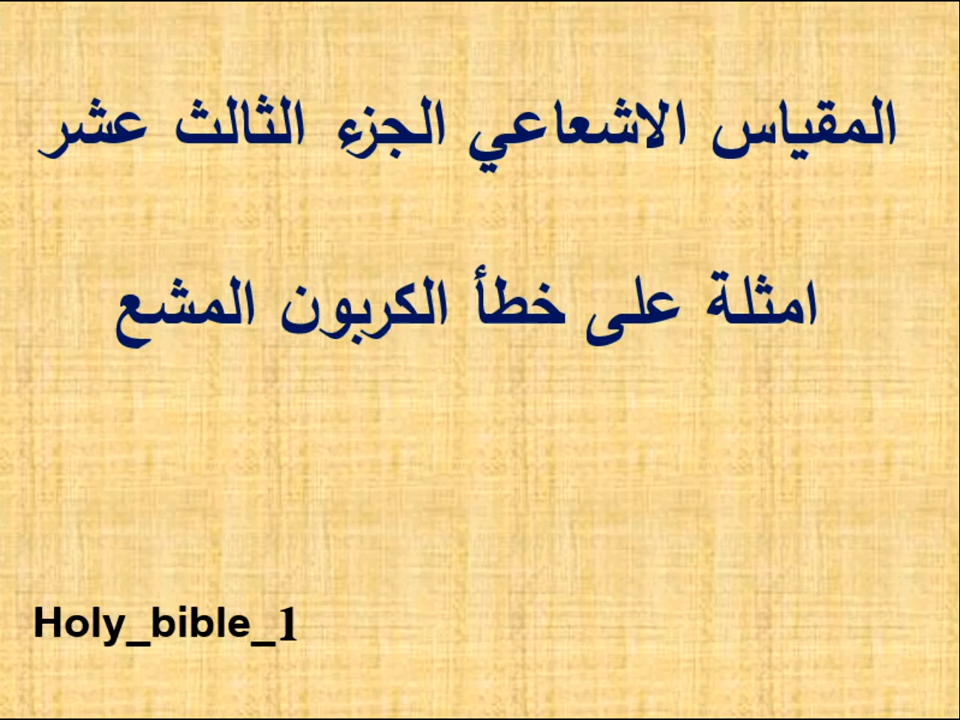 المقياس الاشعاعي الجزء الثالث عشر
امثلة على خطأ الكربون المشع
Holy_bible_1